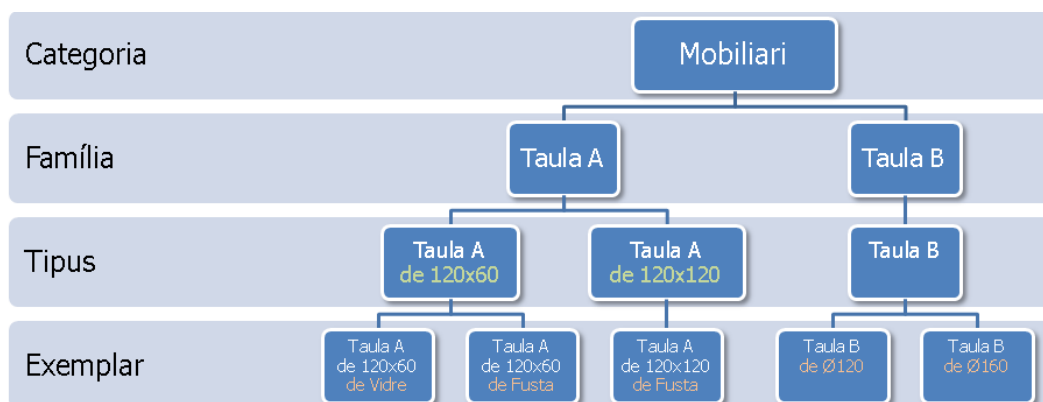 Categoria
Mobiliari
Família
Taula A
Taula B
Tipus
Taula A
de 120x60
Taula A
de 120x120
Taula B
Exemplar
Taula A
de 120x60
de Vidre
Taula A
de 120x60
de Fusta
Taula A
de 120x120
de Fusta
Taula B
de Ø120
Taula B
de Ø160